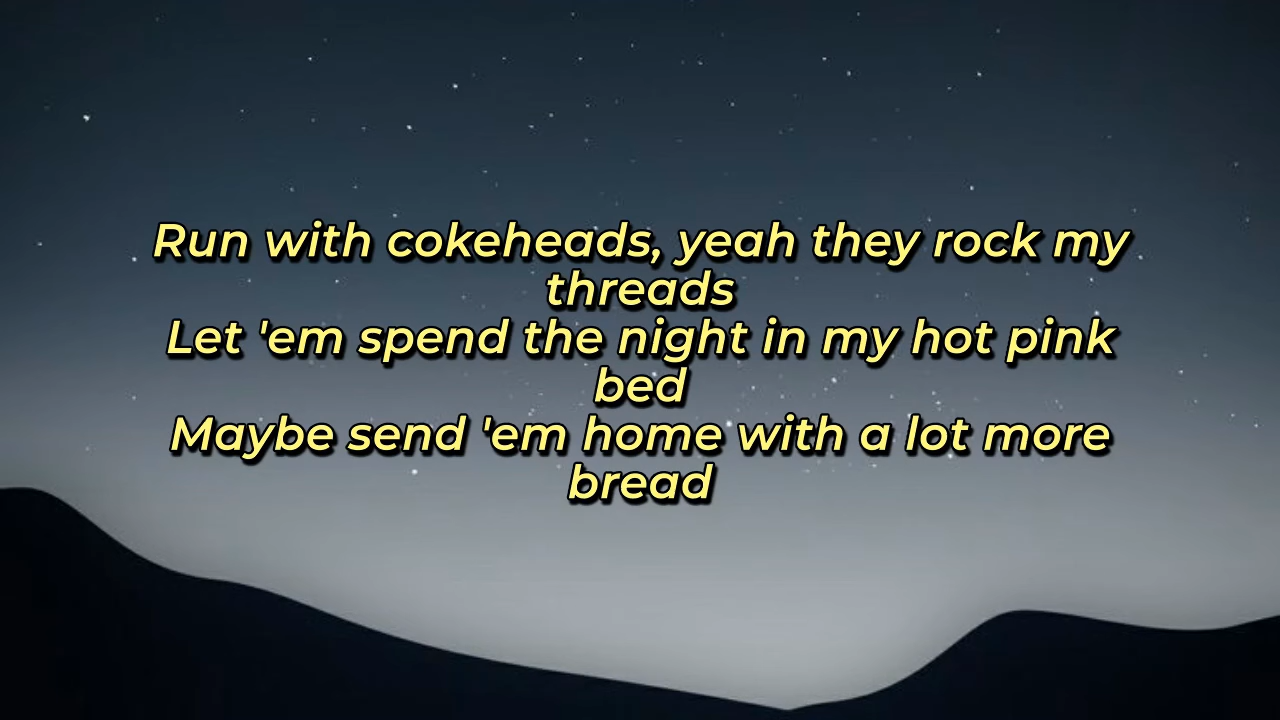 Run with cokeheads, yeah they rock my
threads
Let 'em spend the night in my hot pink
bed
Maybe send 'em home with a lot more
bread